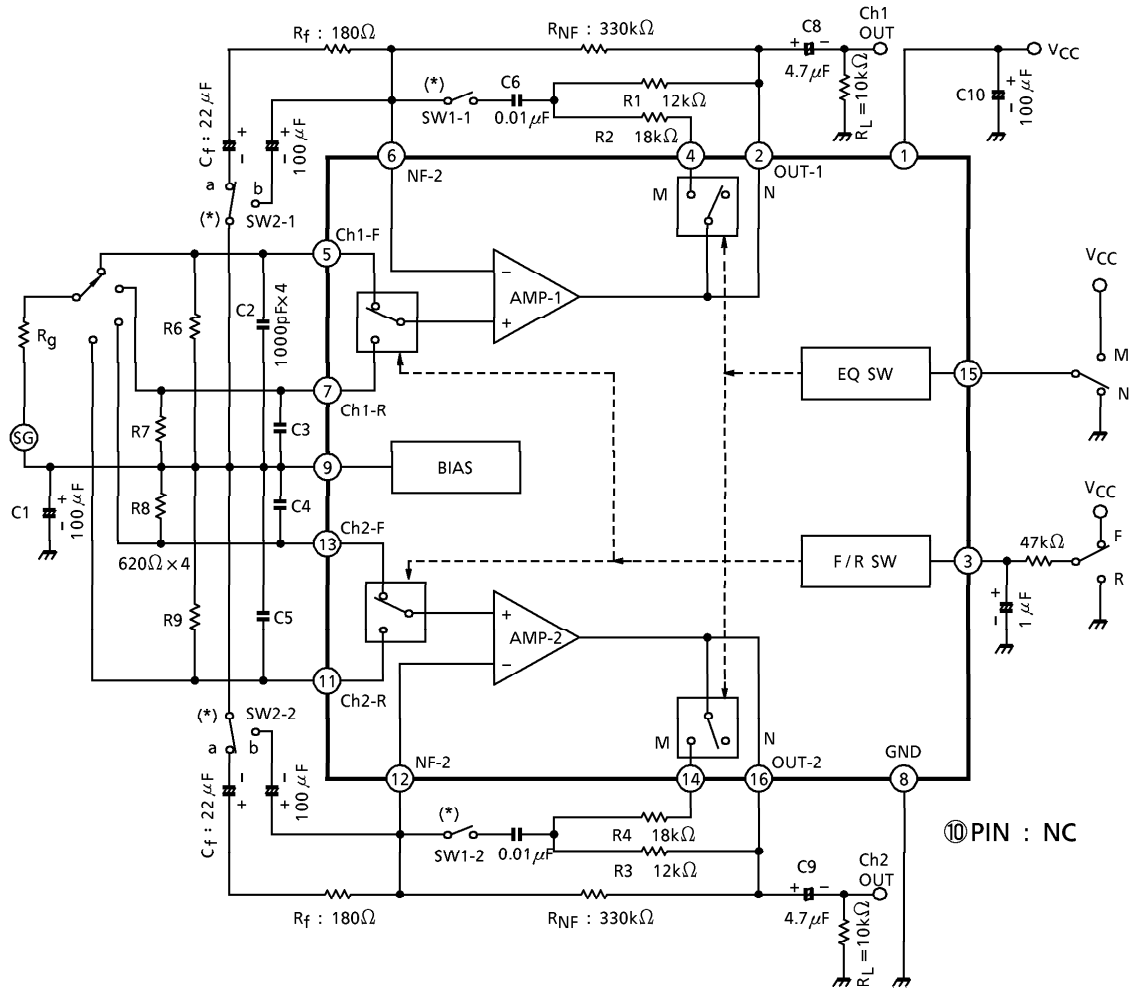 Rf : 180Ω
RNF : 330kΩ
C8
+ −
4.7μF
Ch1
OUT
VCC
RL = 10kΩ
C10
+
−
100μF
(*)
SW1-1
C6
0.01μF
R1 12kΩ
R2 18kΩ
Cf : 22μF
+
−
+
−
100μF
a
b
(*)
SW2-1
6
NF-2
4
2
OUT-1
1
M
N
5
Ch1-F
−
+
AMP-1
Rg
SG
R6
C2
1000pF×4
7
Ch1-R
R7
C3
EQ SW
15
VCC
M
N
9
BIAS
C1
+
−
100μF
R8
C4
620Ω×4
13
Ch2-F
F/R SW
3
47kΩ
VCC
F
R
+
−
1μF
R9
C5
+
−
AMP-2
11
Ch2-R
(*)
SW2-2
a
b
M
N
12
NF-2
14
16
OUT-2
GND
8
Cf : 22μF
−
+
−
+
100μF
(*)
SW1-2
0.01μF
R4 18kΩ
R3 12kΩ
⑩PIN : NC
Rf : 180Ω
RNF : 330kΩ
C9
+ −
4.7μF
Ch2
OUT
RL = 10kΩ